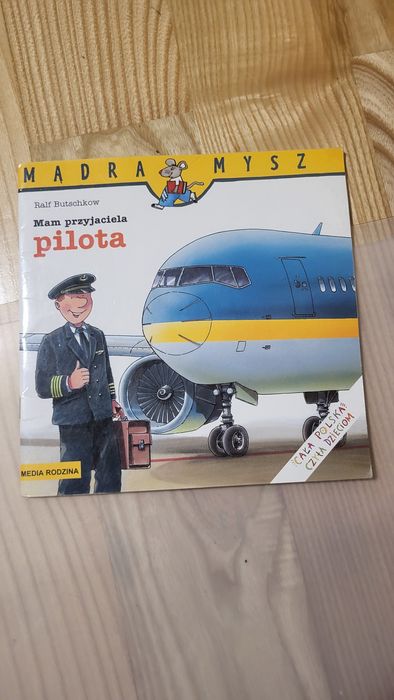 MĄDRA MYSZ
Ralf Butschkow
Mam przyjaciela
pilota
CAŁA POLSKA
CZYTA DZIECIOM
MEDIA RODZINA